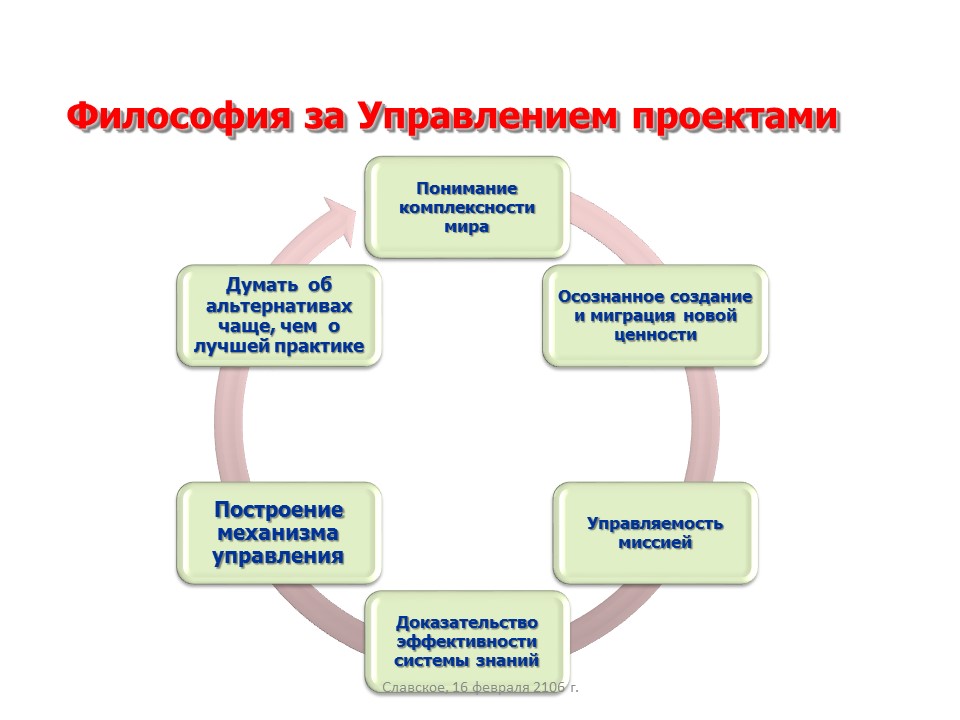 Философия за Управлением проектами
Понимание
комплексности
мира
Осознанное создание
и миграция новой
ценности
Управляемость
миссией
Доказательство
эффективности
системы знаний
Построение
механизма
управления
Думать об
альтернативах
чаще, чем о
лучшей практике
Славское, 16 февраля 2106 г.